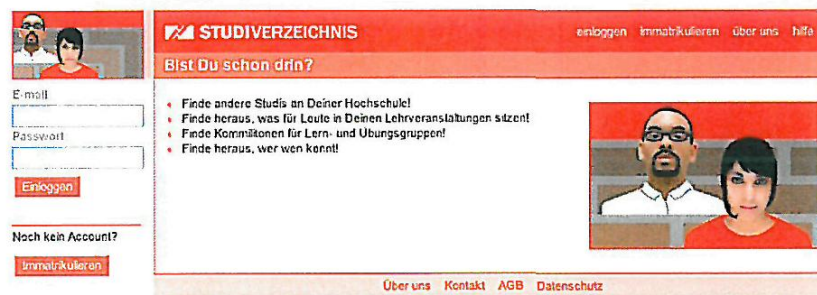 STUDIVERZEICHNIS
einloggen immatrikulieren über uns hilfe
Bist Du schon drin?
E-mail
Passwort
Einloggen
Noch kein Account?
Immatrikulieren
Finde andere Studis an Deiner Hochschule!
Finde heraus, was für Leute in Deinen Lehrveranstaltungen sitzen!
Finde Kommilitonen für Lern- und Übungsgruppen!
Finde heraus, wer wen kennt!
Über uns Kontakt AGB Datenschutz